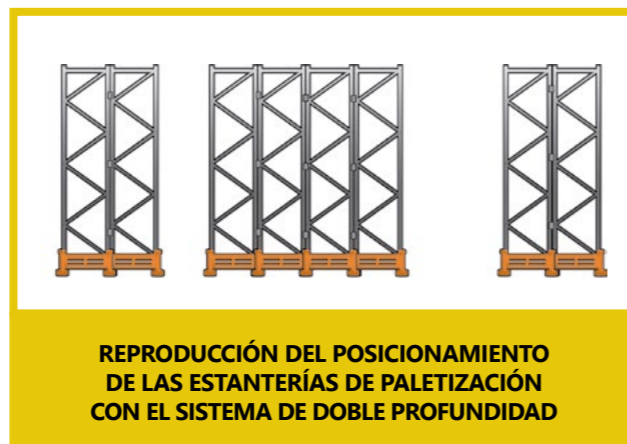 REPRODUCCIÓN DEL POSICIONAMIENTO
DE LAS ESTANTERÍAS DE PALETIZACIÓN
CON EL SISTEMA DE DOBLE PROFUNDIDAD